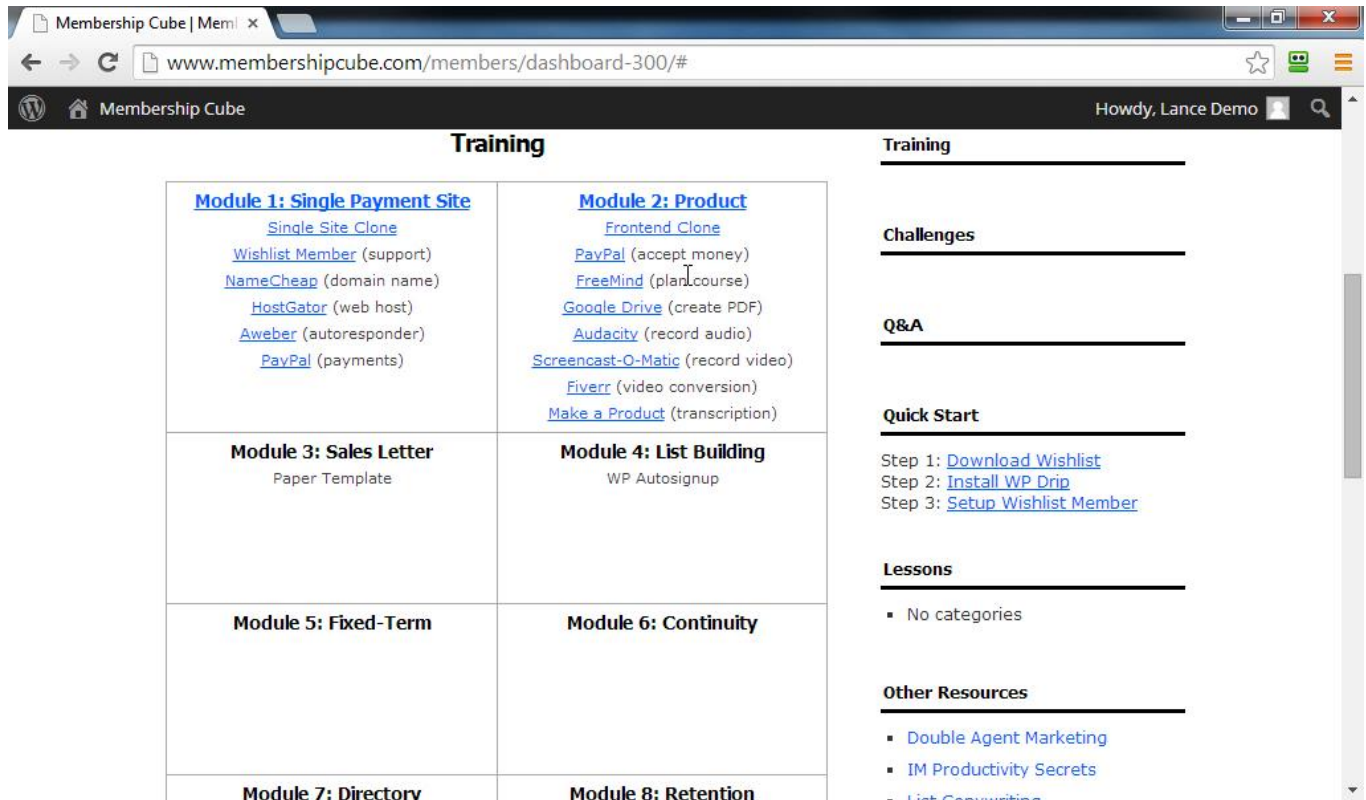 Membership Cube | Meml
www.membershipcube.com/members/dashboard-300/#
Membership Cube
Howdy, Lance Demo
Training
Module 1: Single Payment Site
Single Site Clone
Wishlist Member (support)
NameCheap (domain name)
HostGator (web host)
Aweber (autoresponder)
PayPal (payments)
Module 2: Product
Frontend Clone
PayPal (accept money)
FreeMind (plan course)
Google Drive (create PDF)
Audacity (record audio)
Screencast-O-Matic (record video)
Fiverr (video conversion)
Make a Product (transcription)
Module 3: Sales Letter
Paper Template
Module 4: List Building
WP Autosignup
Module 5: Fixed-Term
Module 6: Continuity
Module 7: Directory
Module 8: Retention
Training
Challenges
Q&A
Quick Start
Step 1: Download Wishlist
Step 2: Install WP Drip
Step 3: Setup Wishlist Member
Lessons
No categories
Other Resources
Double Agent Marketing
IM Productivity Secrets
List Copywriting